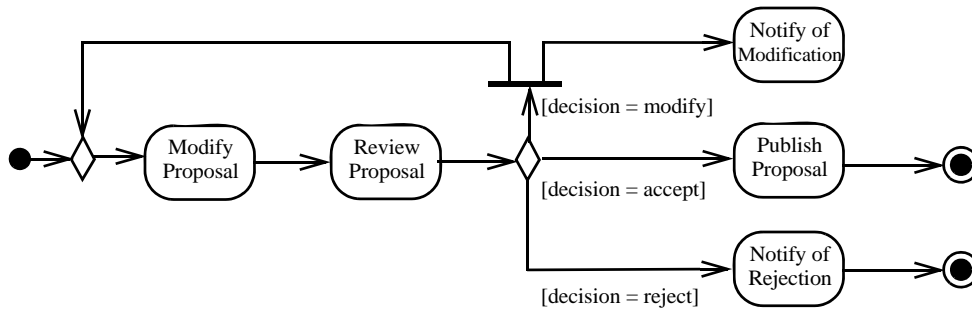 Notify of
Modification
[decision = modify]
Modify
Proposal
Review
Proposal
Publish
Proposal
[decision = accept]
Notify of
Rejection
[decision = reject]